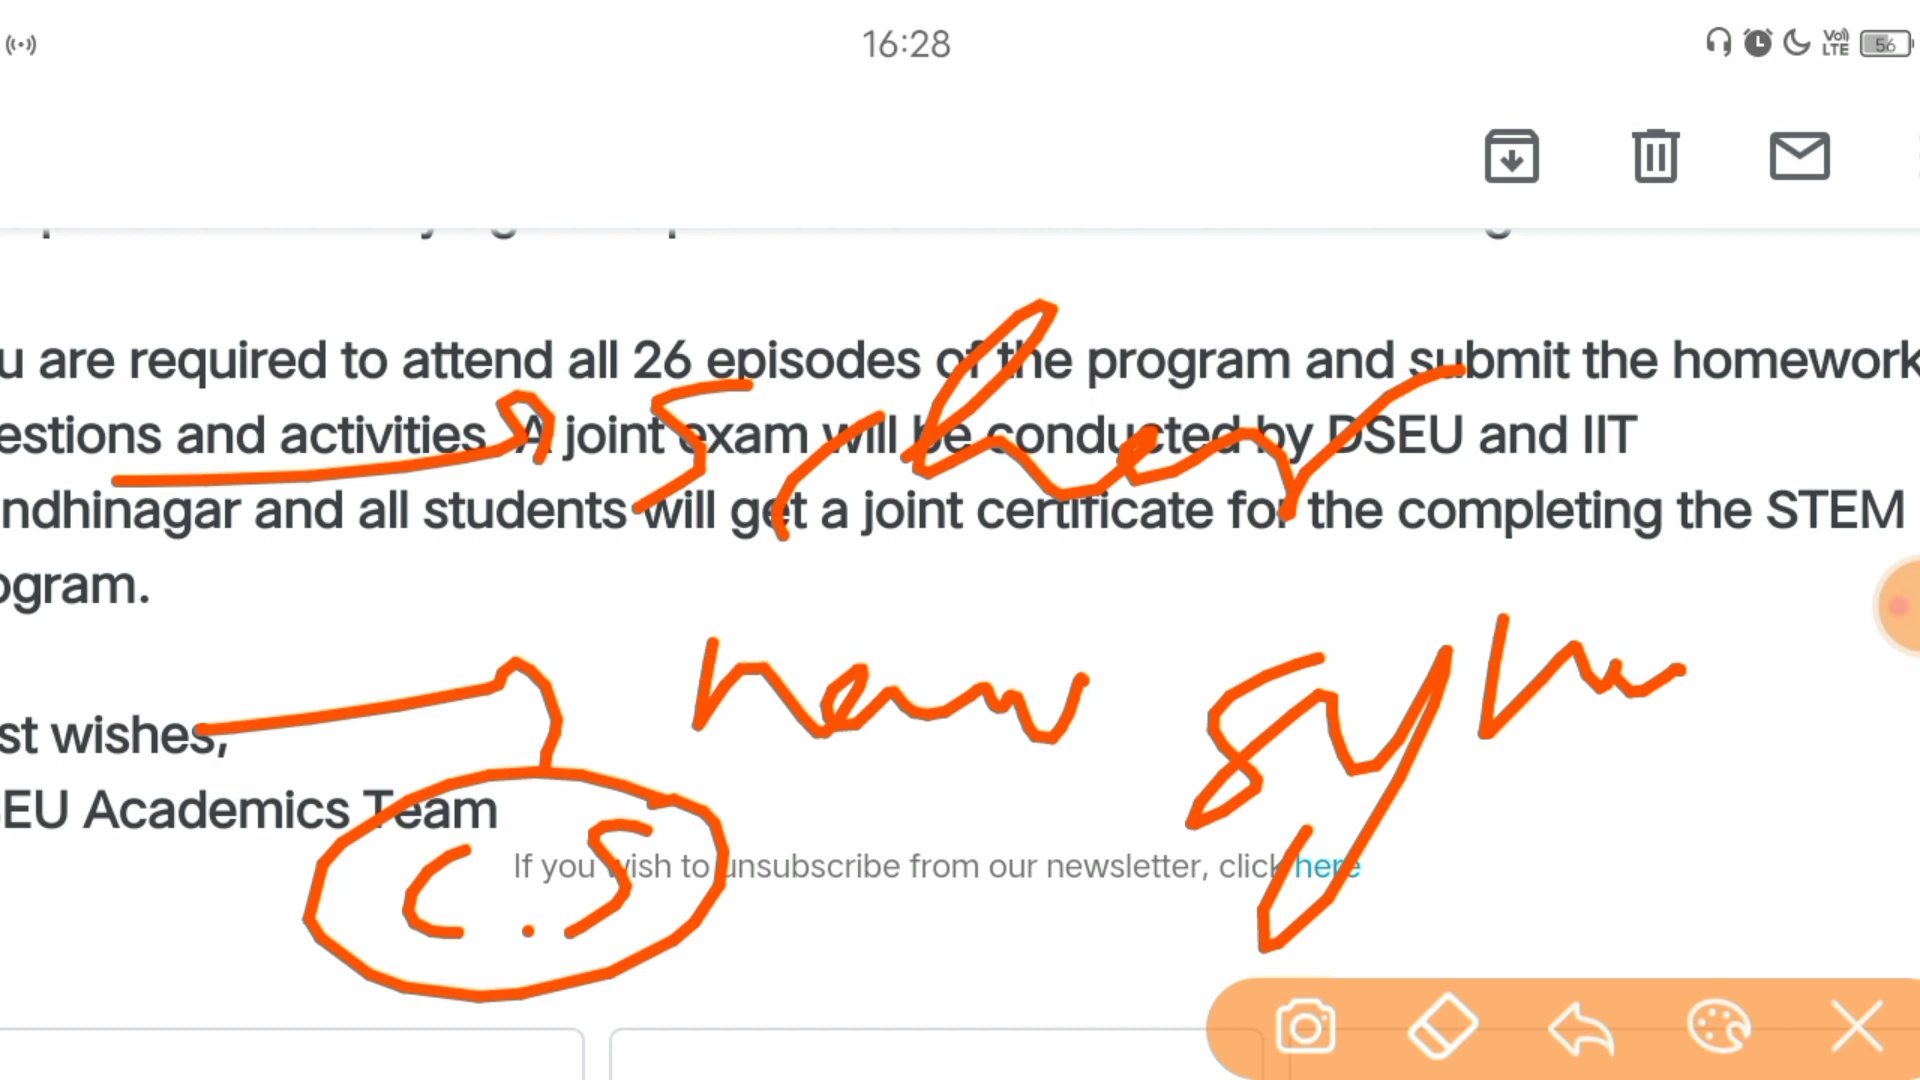 16:28
Vo)) LTE 56
u are required to attend all 26 episodes of the program and submit the homework
estions and activities. A joint exam will be conducted by DSEU and IIT
ndhinagar and all students will get a joint certificate for the completing the STEM
ogram.
st wishes,
EU Academics Team
C.S
If you wish to unsubscribe from our newsletter, click here